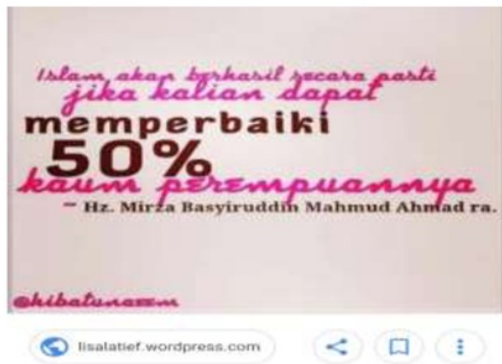 Islam akan berhasil secara pasti
jika kalian dapat
memperbaiki
50%
kaum perempuannya
- Hz. Mirza Basyiruddin Mahmud Ahmad ra.
lisalatief.wordpress.com